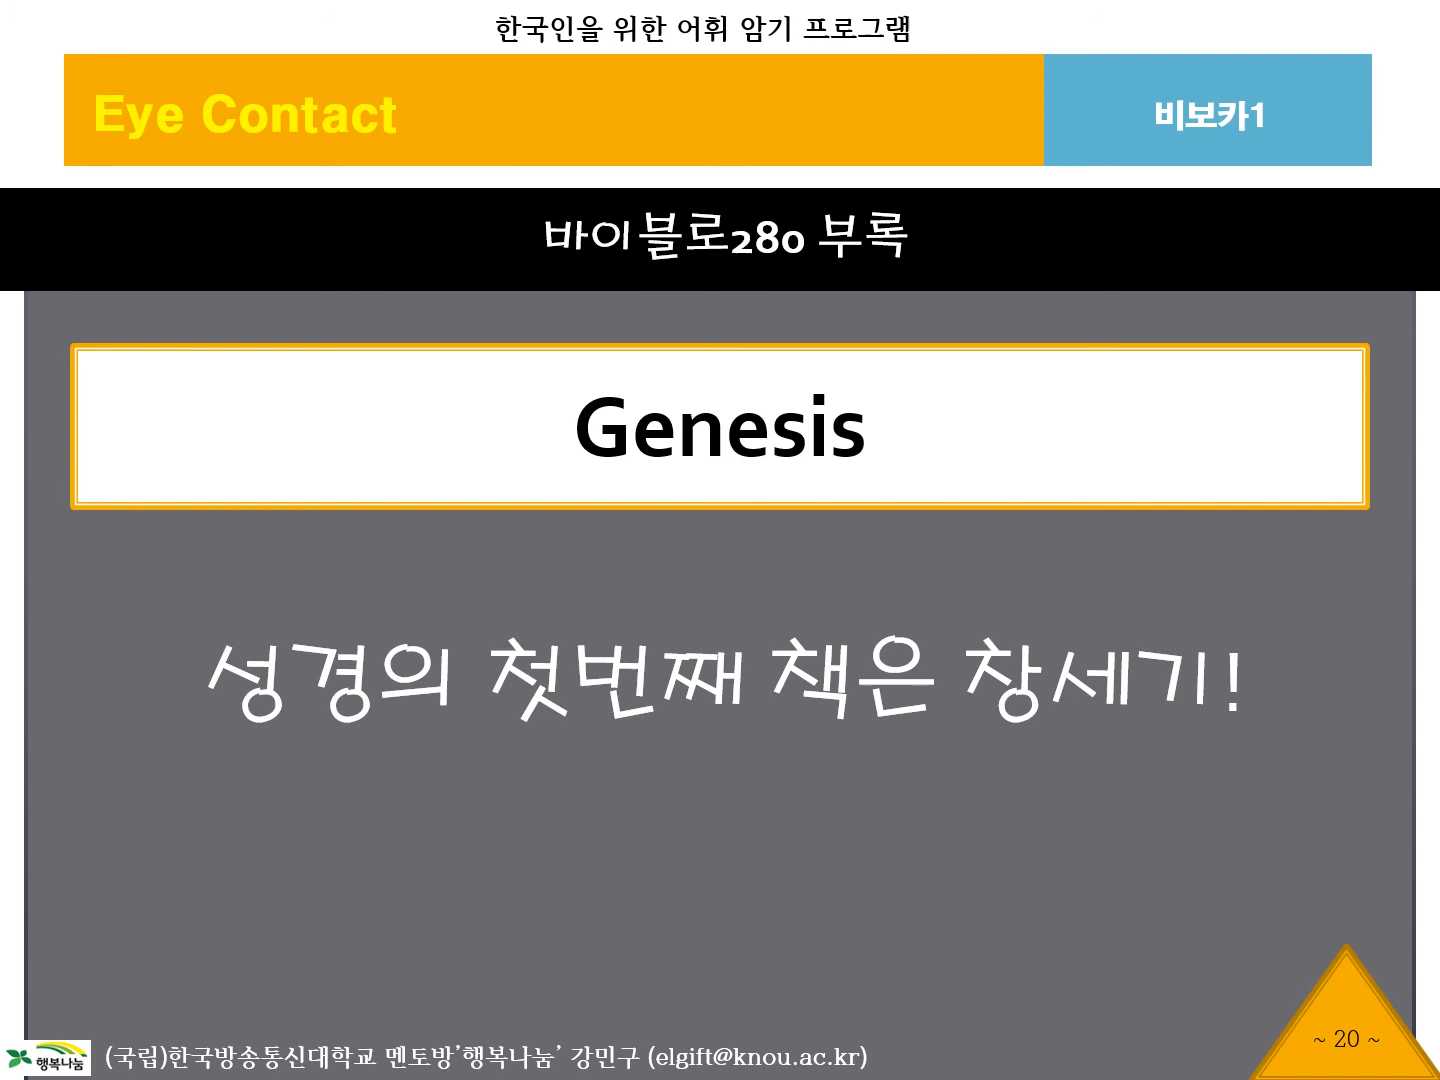 한국인을 위한 어휘 암기 프로그램
Eye Contact
비보카1
바이블로280 부록
Genesis
성경의 첫번째 책은 창세기!
행복나눔
(국립)한국방송통신대학교 멘토방’행복나눔’ 강민구 (elgift@knou.ac.kr)
~ 20 ~